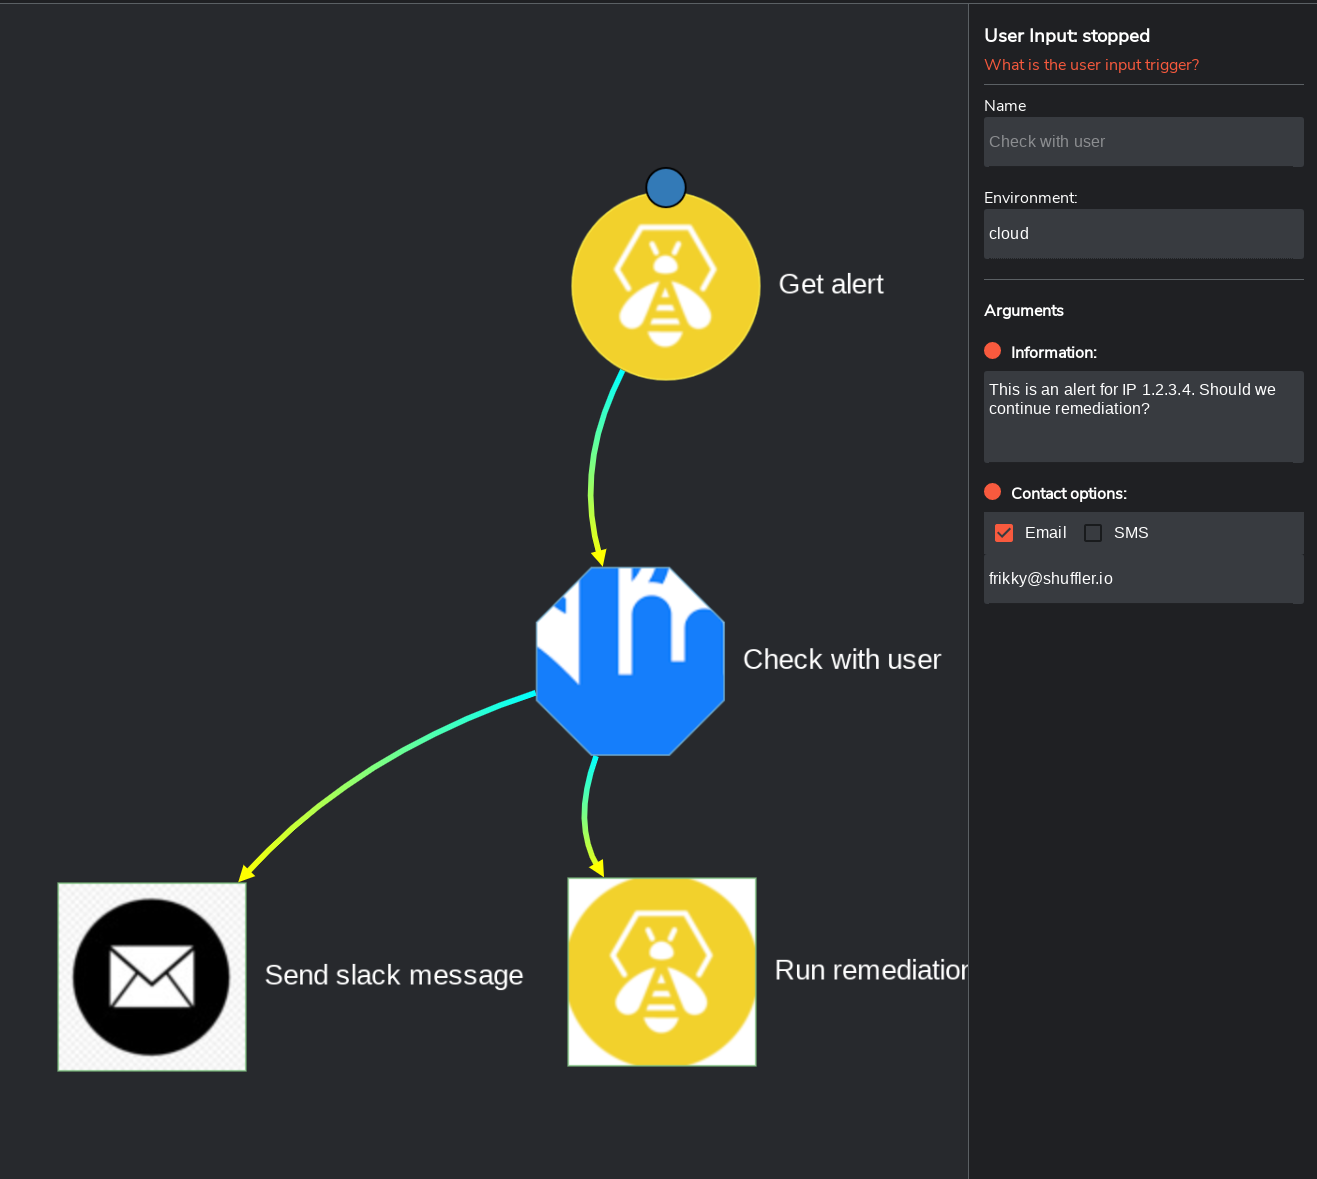 Get alert
Check with user
Send slack message
Run remediation
User Input: stopped
What is the user input trigger?
Name
Check with user
Environment:
cloud
Arguments
Information:
This is an alert for IP 1.2.3.4. Should we
continue remediation?
Contact options:
Email SMS
frikky@shuffler.io